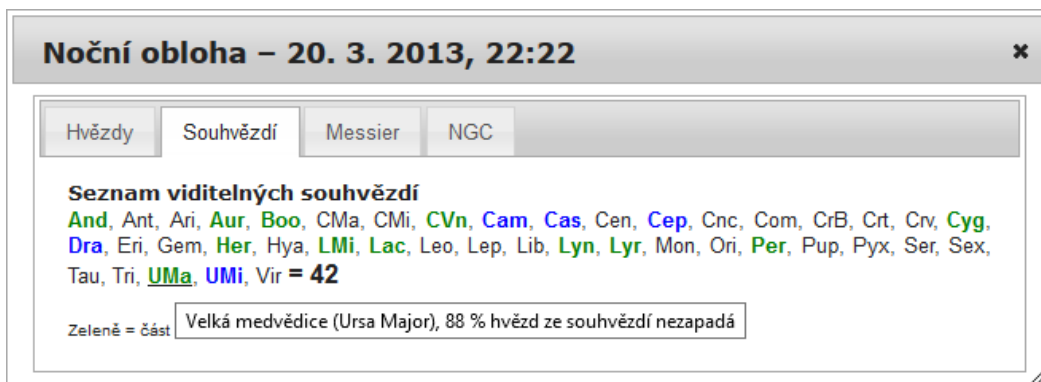 Noční obloha – 20. 3. 2013, 22:22 ✖
Hvězdy Souhvězdí Messier NGC
Seznam viditelných souhvězdí
And, Ant, Ari, Aur, Boo, CMa, CMi, CVn, Cam, Cas, Cen, Cep, Cnc, Com, CrB, Crt, Crv, Cyg,
Dra, Eri, Gem, Her, Hya, LMi, Lac, Leo, Lep, Lib, Lyn, Lyr, Mon, Ori, Per, Pup, Pyx, Ser, Sex,
Tau, Tri, UMa, UMi, Vir = 42
Zeleně = část
Velká medvědice (Ursa Major), 88 % hvězd ze souhvězdí nezapadá